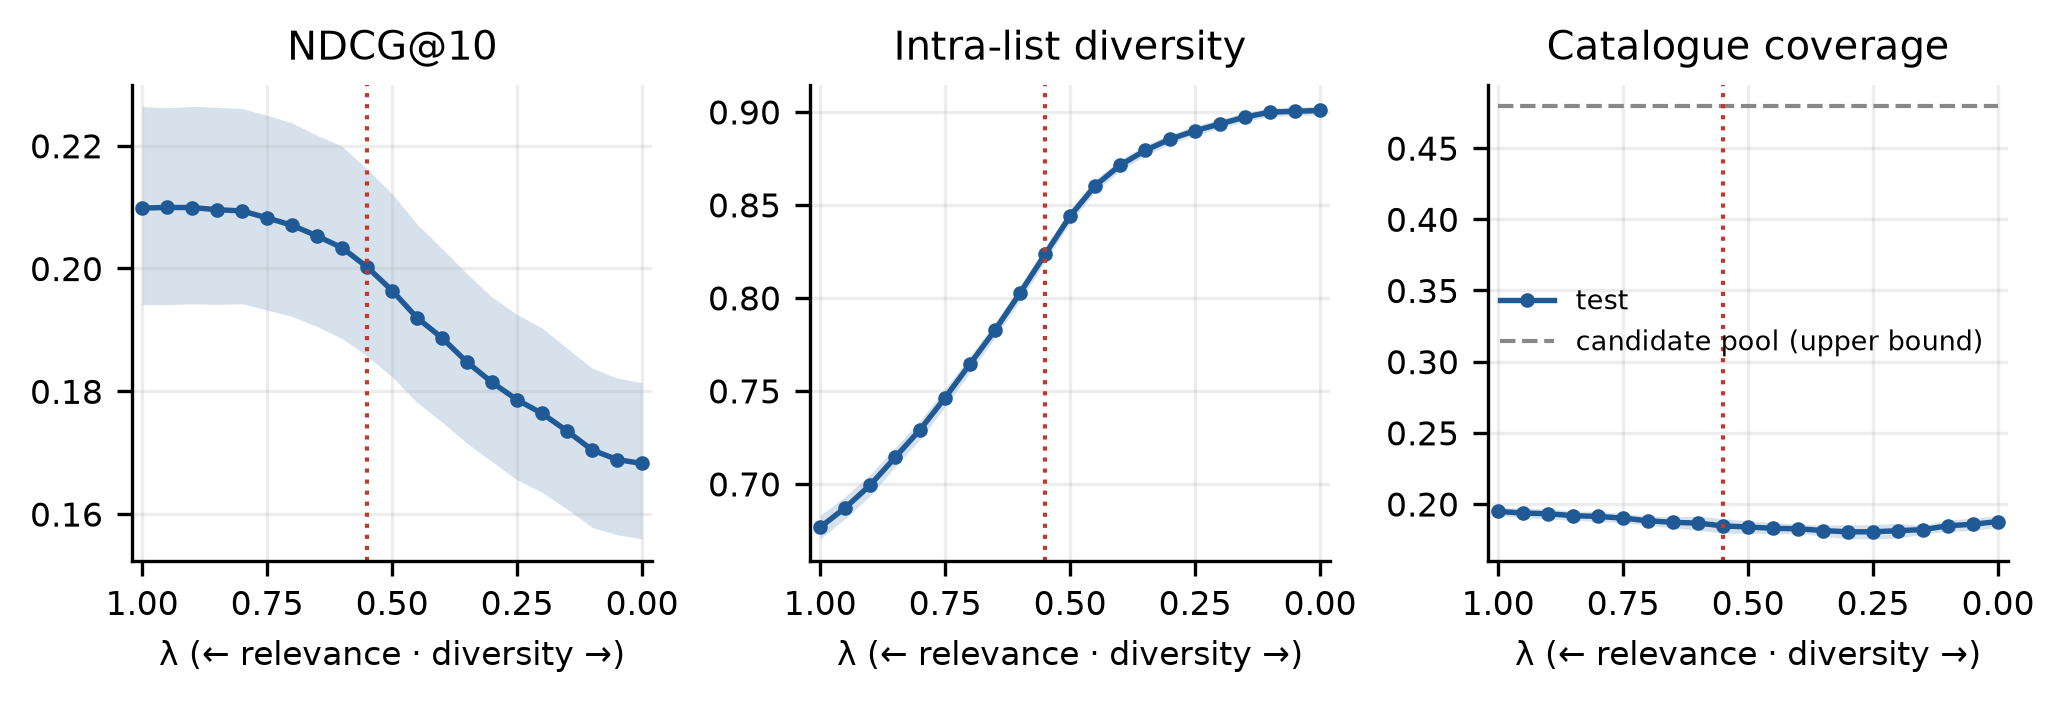 NDCG@10
0.22
0.20
0.18
0.16
1.00 0.75 0.50 0.25 0.00
λ (← relevance · diversity →)
Intra-list diversity
0.90
0.85
0.80
0.75
0.70
1.00 0.75 0.50 0.25 0.00
λ (← relevance · diversity →)
Catalogue coverage
0.45
0.40
0.35
0.30
0.25
0.20
test
candidate pool (upper bound)
1.00 0.75 0.50 0.25 0.00
λ (← relevance · diversity →)